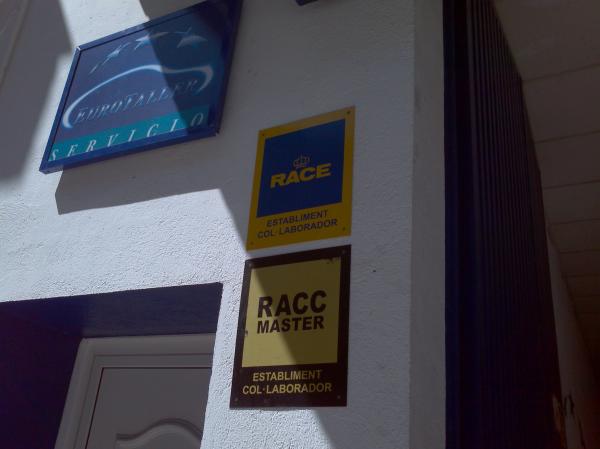 EUROTALLER
SERVICIO
RACE
ESTABLIMENT
COL·LABORADOR
RACC
MASTER
ESTABLIMENT
COL·LABORADOR